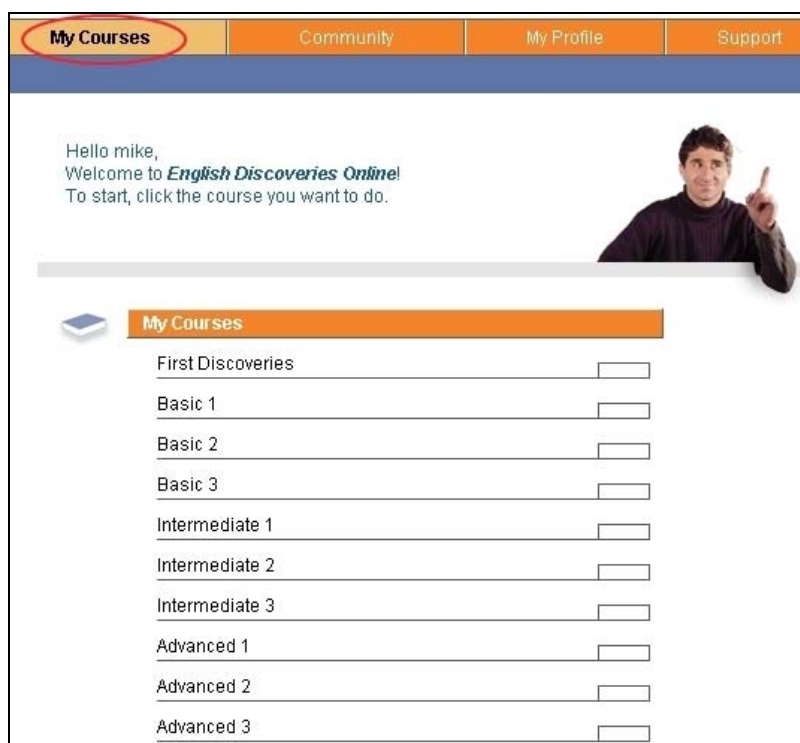 My Courses Community My Profile Support
Hello mike,
Welcome to English Discoveries Online!
To start, click the course you want to do.
My Courses
First Discoveries
Basic 1
Basic 2
Basic 3
Intermediate 1
Intermediate 2
Intermediate 3
Advanced 1
Advanced 2
Advanced 3